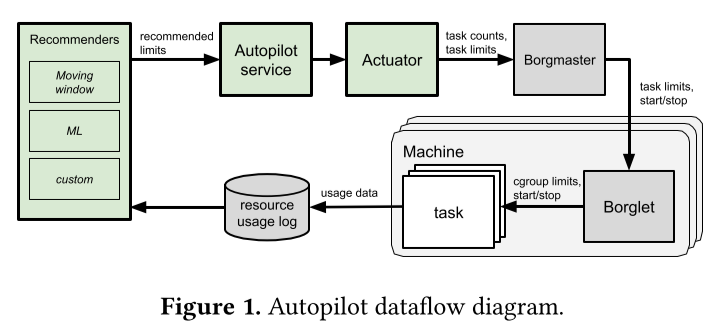 Recommenders
Moving
window
ML
custom
recommended
limits
Autopilot
service
Actuator
task counts,
task limits
Borgmaster
task limits,
start/stop
Machine
cgroup limits,
start/stop
Borglet
task
usage data
resource
usage log
Figure 1. Autopilot dataflow diagram.